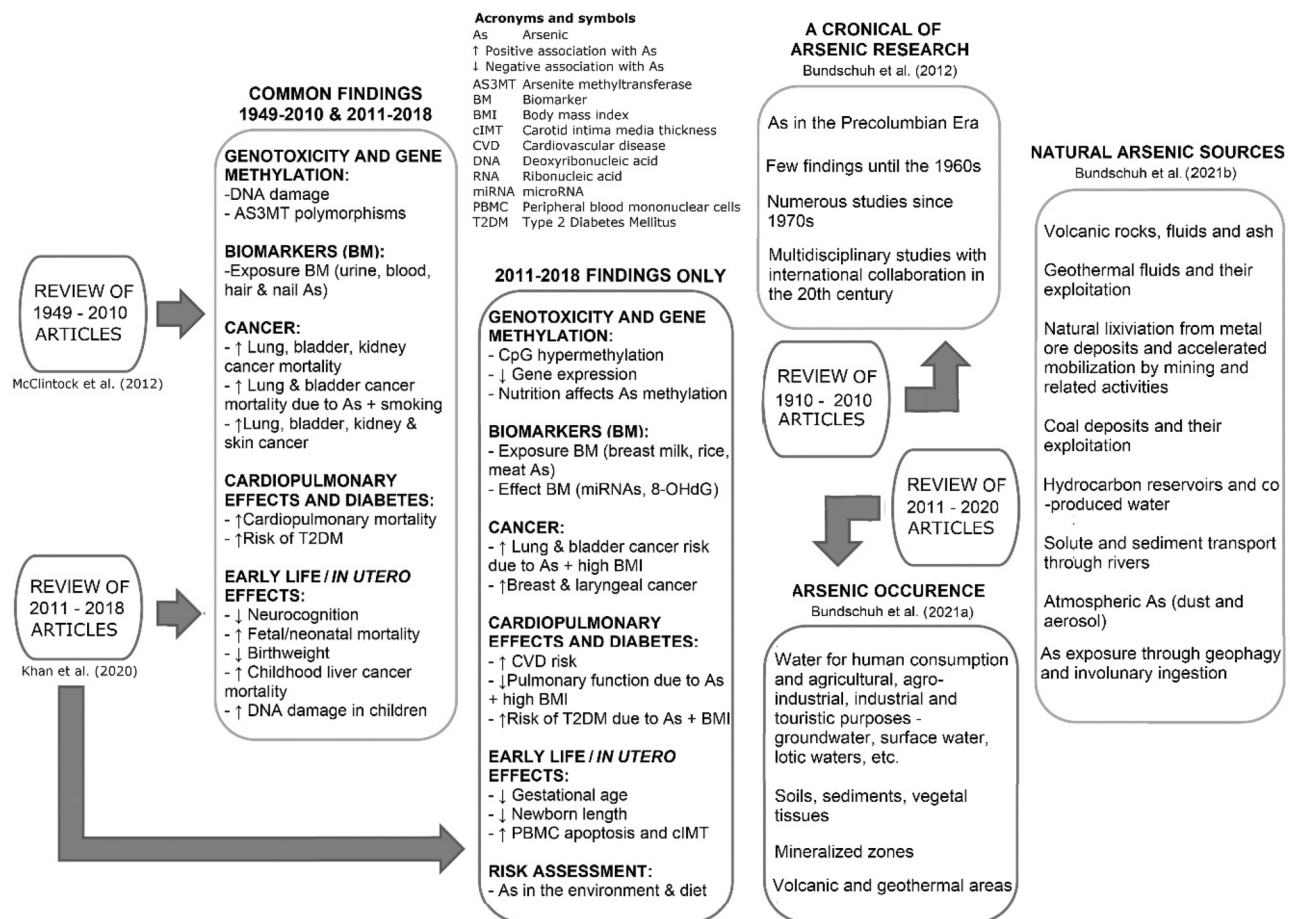 Acronyms and symbols
As Arsenic
↑ Positive association with As
↓ Negative association with As
AS3MT Arsenite methyltransferase
BM Biomarker
BMI Body mass index
cIMT Carotid intima media thickness
CVD Cardiovascular disease
DNA Deoxyribonucleic acid
RNA Ribonucleic acid
miRNA microRNA
PBMC Peripheral blood mononuclear cells
T2DM Type 2 Diabetes Mellitus
REVIEW OF
1949 - 2010
ARTICLES
McClintock et al. (2012)
REVIEW OF
2011 - 2018
ARTICLES
Khan et al. (2020)
COMMON FINDINGS
1949-2010 & 2011-2018
GENOTOXICITY AND GENE
METHYLATION:
-DNA damage
- AS3MT polymorphisms
BIOMARKERS (BM):
-Exposure BM (urine, blood,
hair & nail As)
CANCER:
- ↑ Lung, bladder, kidney
cancer mortality
- ↑ Lung & bladder cancer
mortality due to As + smoking
- ↑Lung, bladder, kidney &
skin cancer
CARDIOPULMONARY
EFFECTS AND DIABETES:
- ↑Cardiopulmonary mortality
- ↑Risk of T2DM
EARLY LIFE / IN UTERO
EFFECTS:
- ↓ Neurocognition
- ↑ Fetal/neonatal mortality
- ↓ Birthweight
- ↑ Childhood liver cancer
mortality
- ↑ DNA damage in children
2011-2018 FINDINGS ONLY
GENOTOXICITY AND GENE
METHYLATION:
- CpG hypermethylation
- ↓ Gene expression
- Nutrition affects As methylation
BIOMARKERS (BM):
- Exposure BM (breast milk, rice,
meat As)
- Effect BM (miRNAs, 8-OHdG)
CANCER:
- ↑ Lung & bladder cancer risk
due to As + high BMI
- ↑Breast & laryngeal cancer
CARDIOPULMONARY
EFFECTS AND DIABETES:
- ↑ CVD risk
- ↓Pulmonary function due to As
+ high BMI
- ↑Risk of T2DM due to As + BMI
EARLY LIFE / IN UTERO
EFFECTS:
- ↓ Gestational age
- ↓ Newborn length
- ↑ PBMC apoptosis and cIMT
RISK ASSESSMENT:
- As in the environment & diet
A CRONICAL OF
ARSENIC RESEARCH
Bundschuh et al. (2012)
As in the Precolumbian Era
Few findings until the 1960s
Numerous studies since
1970s
Multidisciplinary studies with
international collaboration in
the 20th century
REVIEW OF
1910 - 2010
ARTICLES
REVIEW OF
2011 - 2020
ARTICLES
ARSENIC OCCURENCE
Bundschuh et al. (2021a)
Water for human consumption
and agricultural, agro-
industrial, industrial and
touristic purposes -
groundwater, surface water,
lotic waters, etc.
Soils, sediments, vegetal
tissues
Mineralized zones
Volcanic and geothermal areas
NATURAL ARSENIC SOURCES
Bundschuh et al. (2021b)
Volcanic rocks, fluids and ash
Geothermal fluids and their
exploitation
Natural lixiviation from metal
ore deposits and accelerated
mobilization by mining and
related activities
Coal deposits and their
exploitation
Hydrocarbon reservoirs and co
-produced water
Solute and sediment transport
through rivers
Atmospheric As (dust and
aerosol)
As exposure through geophagy
and involunary ingestion